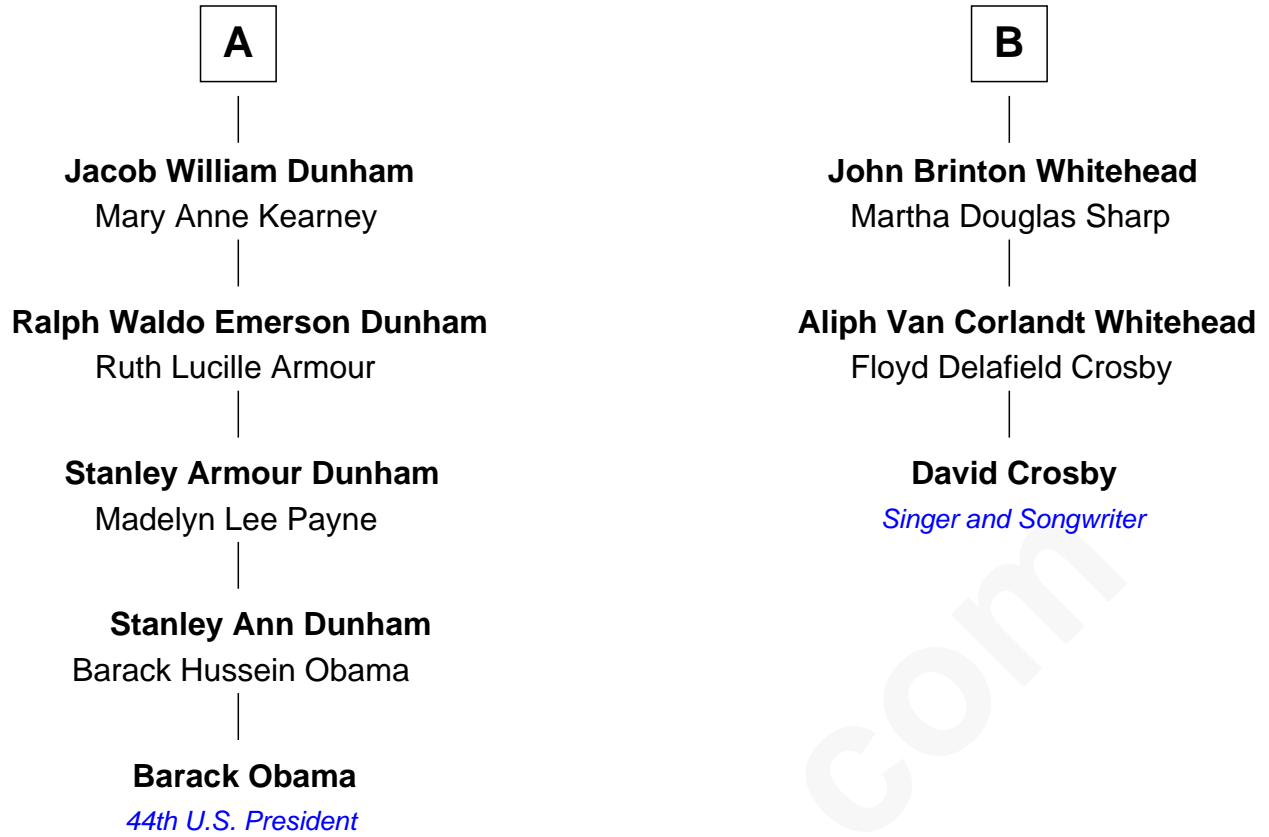 A
Jacob William Dunham
Mary Anne Kearney
Ralph Waldo Emerson Dunham
Ruth Lucille Armour
Stanley Armour Dunham
Madelyn Lee Payne
Stanley Ann Dunham
Barack Hussein Obama
Barack Obama
44th U.S. President
B
John Brinton Whitehead
Martha Douglas Sharp
Aliph Van Corlandt Whitehead
Floyd Delafield Crosby
David Crosby
Singer and Songwriter
com